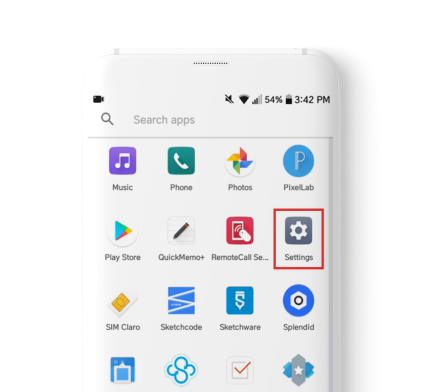 54% 3:42 PM
Search apps
Music Phone Photos PixelLab
Play Store QuickMemo+ RemoteCall Se... Settings
SIM Claro Sketchcode Sketchware Splendid